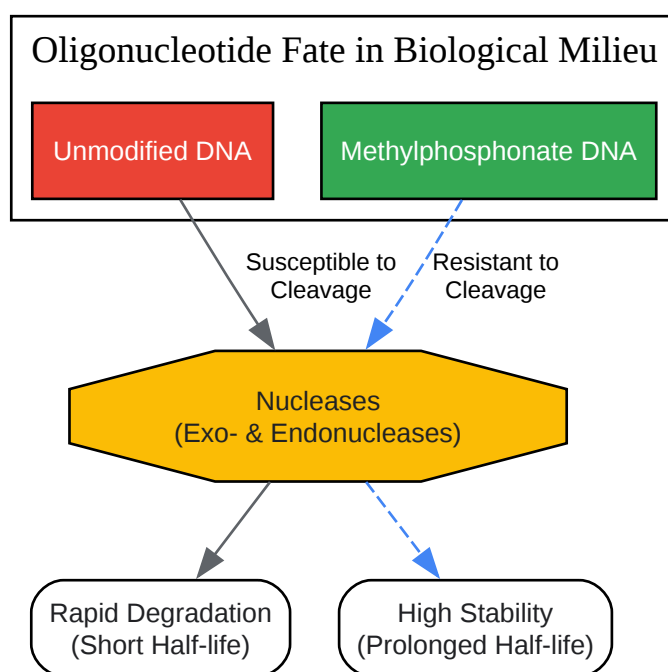 Oligonucleotide Fate in Biological Milieu
Unmodified DNA
Methylphosphonate DNA
Susceptible to
Cleavage
Resistant to
Cleavage
Nucleases
(Exo- & Endonucleases)
Rapid Degradation
(Short Half-life)
High Stability
(Prolonged Half-life)